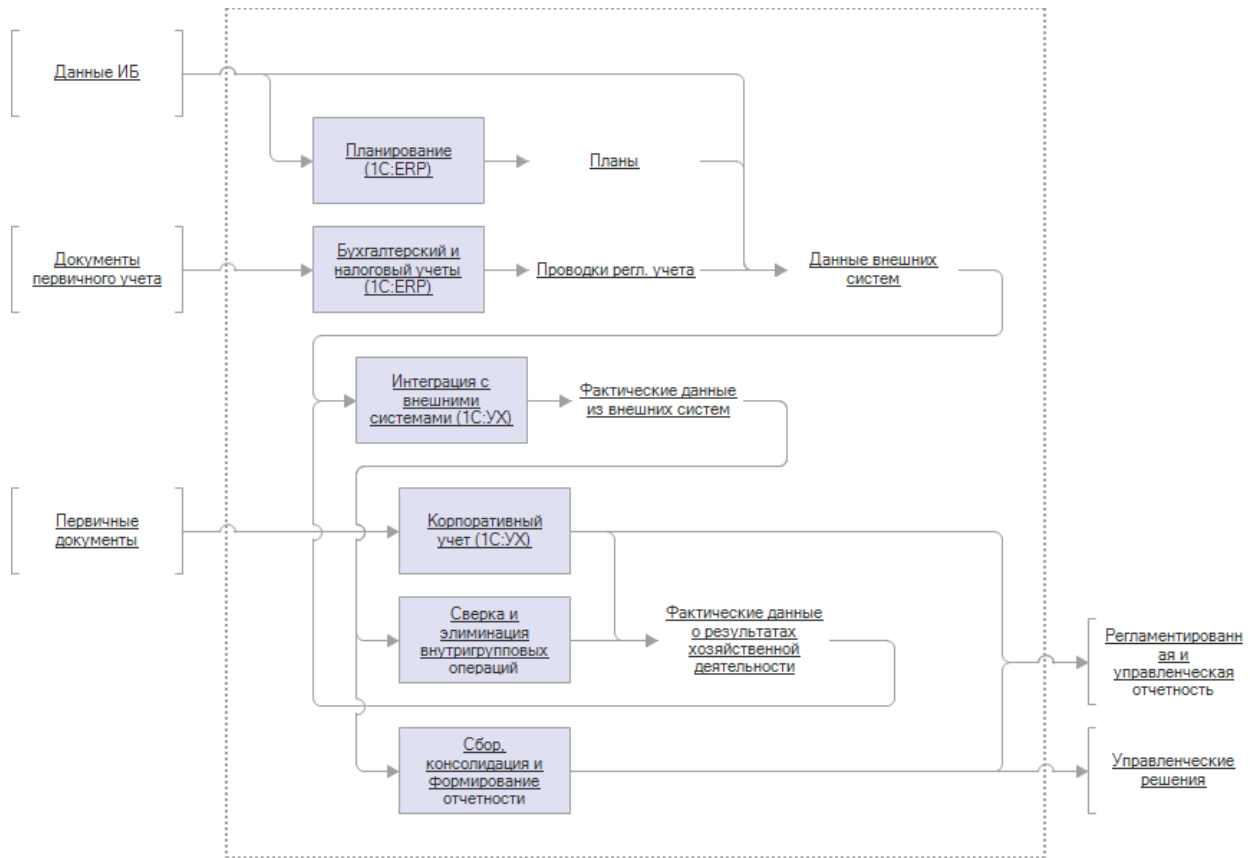 Данные ИБ
Планирование
(1С:ERP)
Планы
Документы
первичного учета
Бухгалтерский и
налоговый учеты
(1С:ERP)
Проводки регл. учета
Данные внешних
систем
Интеграция с
внешними
системами (1С:УХ)
Фактические данные
из внешних систем
Первичные
документы
Корпоративный
учет (1С:УХ)
Сверка и
элиминация
внутригрупповых
операций
Фактические данные
о результатах
хозяйственной
деятельности
Регламентированн
ая и
управленческая
отчетность
Сбор,
консолидация и
формирование
отчетности
Управленческие
решения